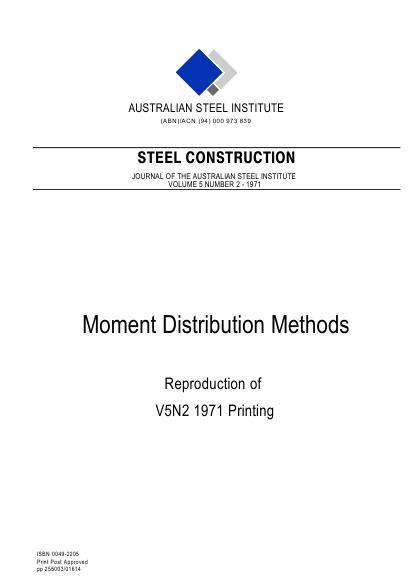 AUSTRALIAN STEEL INSTITUTE
(ABN)/ACN (94) 000 973 839
STEEL CONSTRUCTION
JOURNAL OF THE AUSTRALIAN STEEL INSTITUTE
VOLUME 5 NUMBER 2 - 1971
Moment Distribution Methods
Reproduction of
V5N2 1971 Printing
ISBN 0049-2205
Print Post Approved
pp 255003/01614